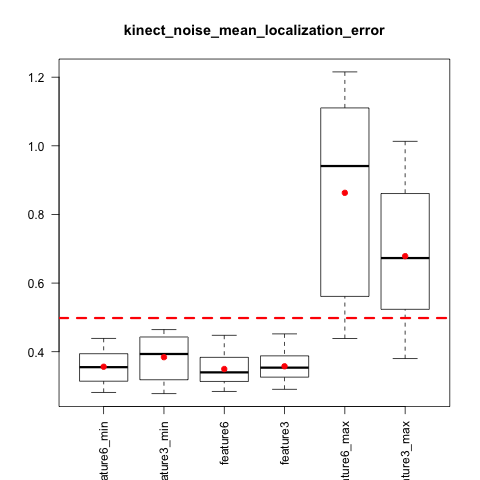 kinect_noise_mean_localization_error
1.2
1.0
0.8
0.6
0.4
ature6_min
ature3_min
feature6
feature3
ture6_max
ture3_max